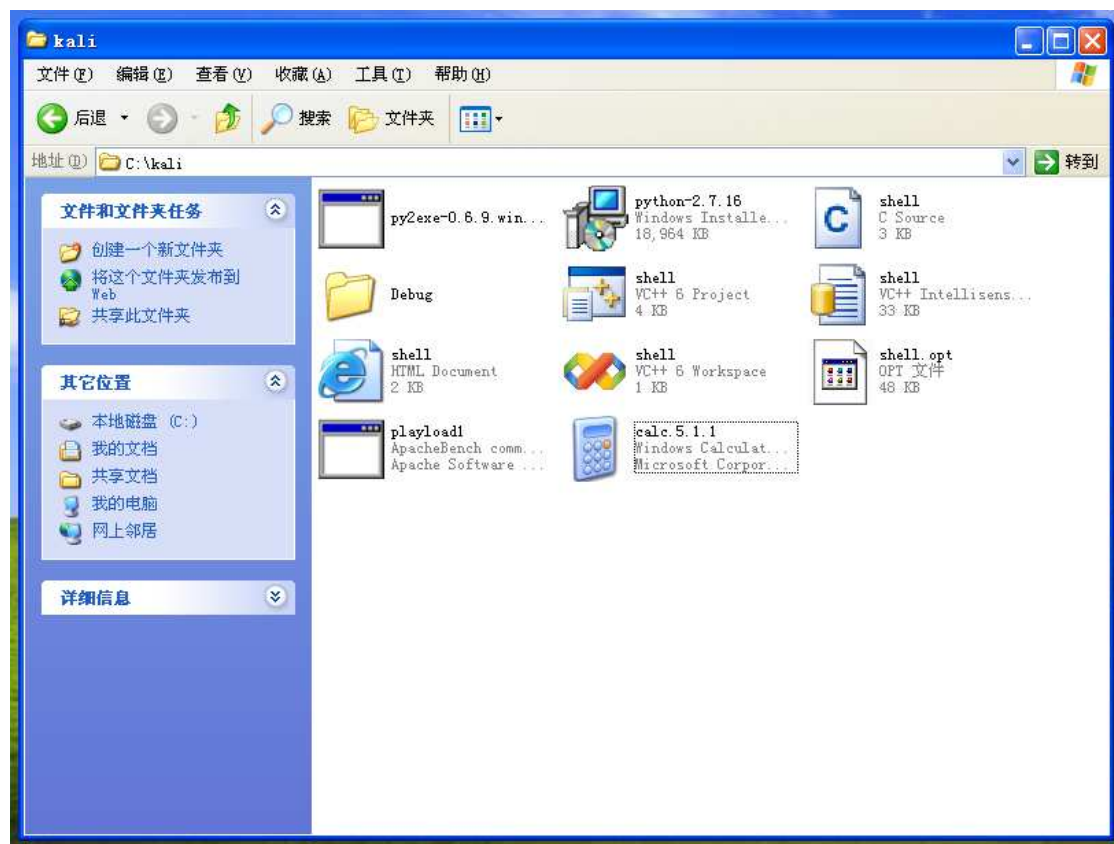 kali
文件(F) 编辑(E) 查看(V) 收藏(A) 工具(T) 帮助(H)
后退 搜索 文件夹
地址(D) C:\kali 转到
文件和文件夹任务
创建一个新文件夹
将这个文件夹发布到
Web
共享此文件夹
其它位置
本地磁盘 (C:)
我的文档
共享文档
我的电脑
网上邻居
详细信息
py2exe-0.6.9.win...
python-2.7.16
Windows Installe...
18,964 KB
shell
C Source
3 KB
Debug
shell
VC++ 6 Project
4 KB
shell
VC++ Intellisens...
33 KB
shell
HTML Document
2 KB
shell
VC++ 6 Workspace
1 KB
shell.opt
OPT 文件
48 KB
playload1
ApacheBench comm...
Apache Software ...
calc.5.1.1
Windows Calculat...
Microsoft Corpor...